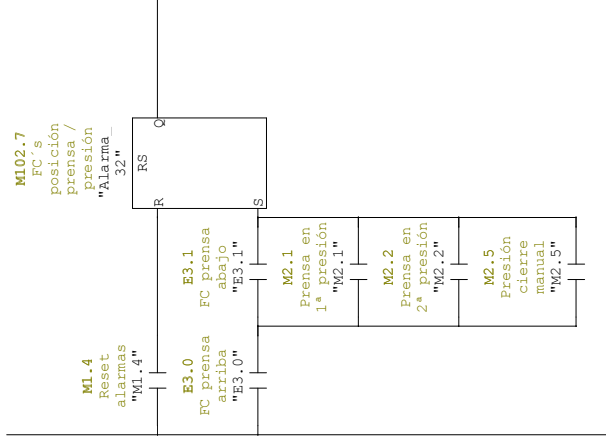 M102.7
FC´s
posición
prensa /
presión
"Alarma_
32"
RS
R
S
Q
M1.4
Reset
alarmas
"M1.4"
E3.0
FC prensa
arriba
"E3.0"
E3.1
FC prensa
abajo
"E3.1"
M2.1
Prensa en
1ª presión
"M2.1"
M2.2
Prensa en
2ª presión
"M2.2"
M2.5
Presión
cierre
manual
"M2.5"